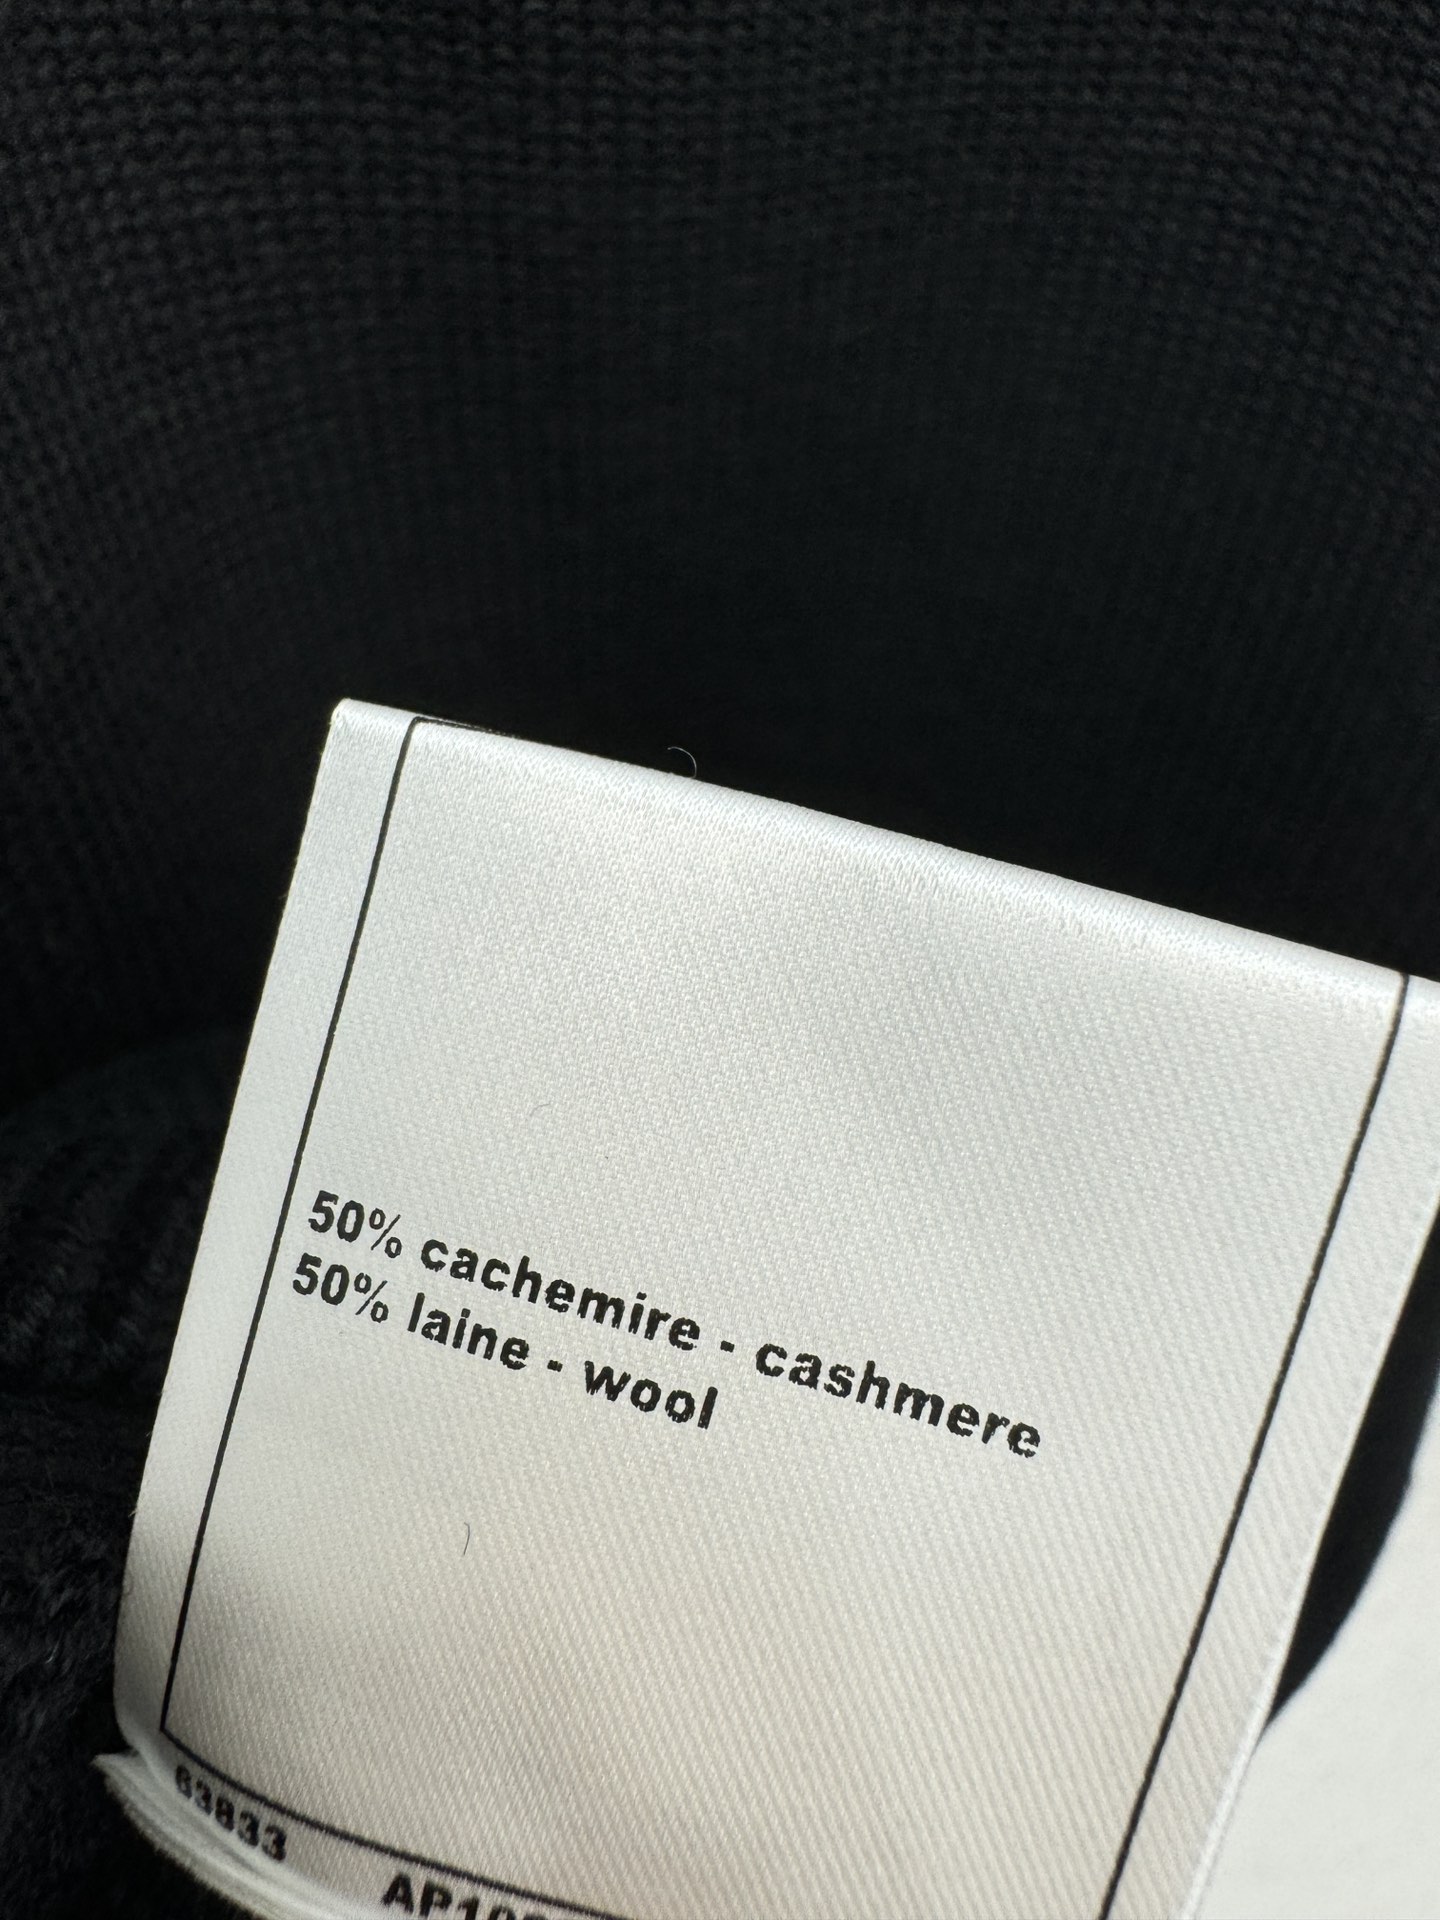 50% cachemire - cashmere
50% laine - wool
63833